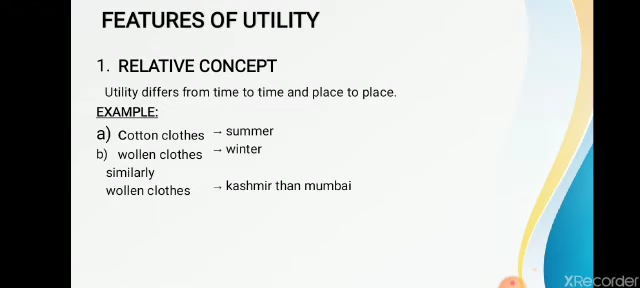 FEATURES OF UTILITY
1. RELATIVE CONCEPT
Utility differs from time to time and place to place.
EXAMPLE:
a) Cotton clothes → summer
b) wollen clothes → winter
similarly
wollen clothes → kashmir than mumbai
XRecorder